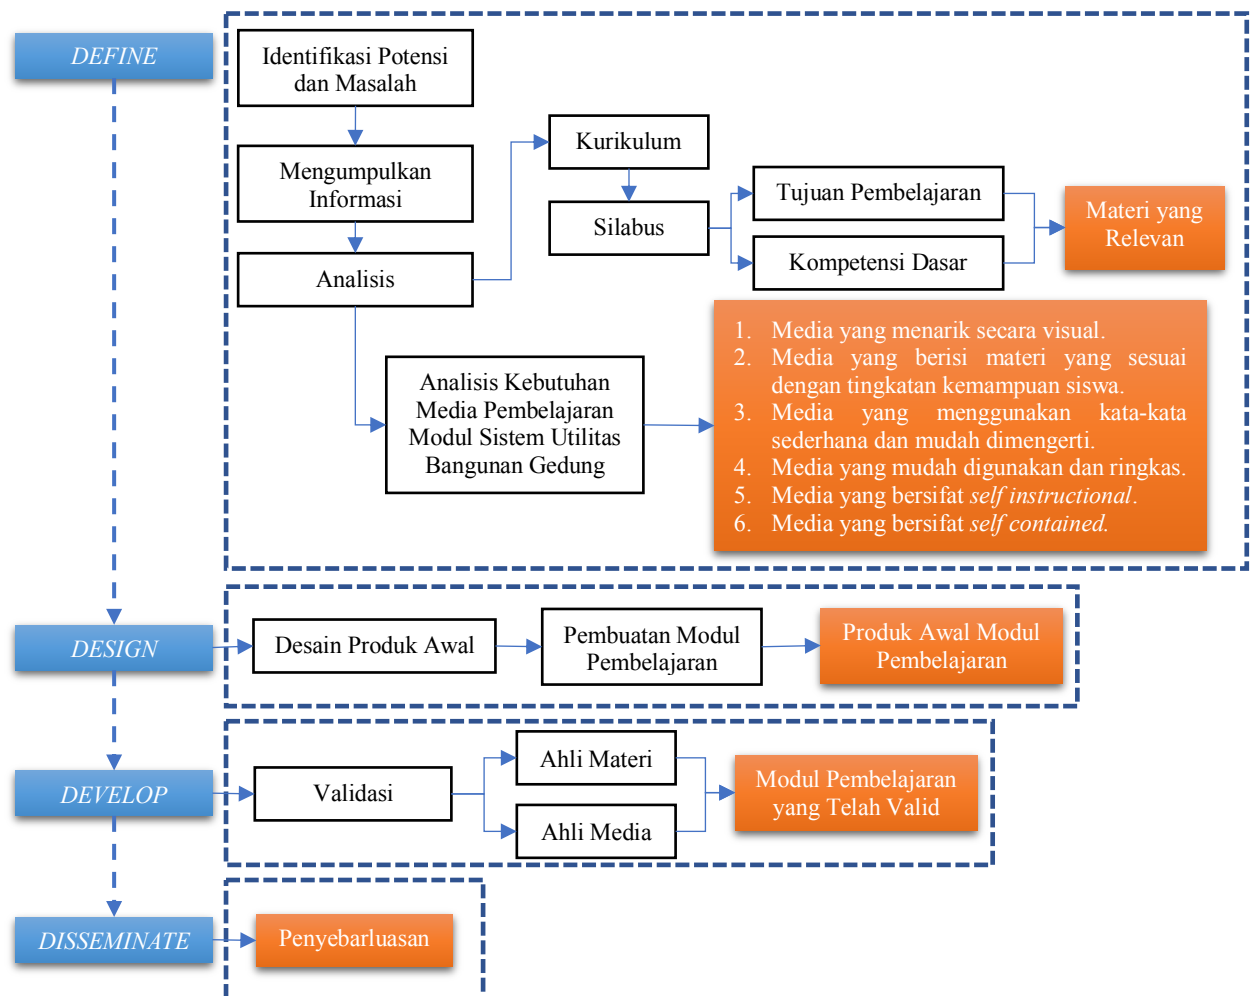 DEFINE
Identifikasi Potensi
dan Masalah
Mengumpulkan
Informasi
Analisis
Kurikulum
Silabus
Tujuan Pembelajaran
Kompetensi Dasar
Materi yang
Relevan
Analisis Kebutuhan
Media Pembelajaran
Modul Sistem Utilitas
Bangunan Gedung
1. Media yang menarik secara visual.
2. Media yang berisi materi yang sesuai
dengan tingkatan kemampuan siswa.
3. Media yang menggunakan kata-kata
sederhana dan mudah dimengerti.
4. Media yang mudah digunakan dan ringkas.
5. Media yang bersifat self instructional.
6. Media yang bersifat self contained.
DESIGN
Desain Produk Awal
Pembuatan Modul
Pembelajaran
Produk Awal Modul
Pembelajaran
DEVELOP
Validasi
Ahli Materi
Ahli Media
Modul Pembelajaran
yang Telah Valid
DISSEMINATE
Penyebarluasan